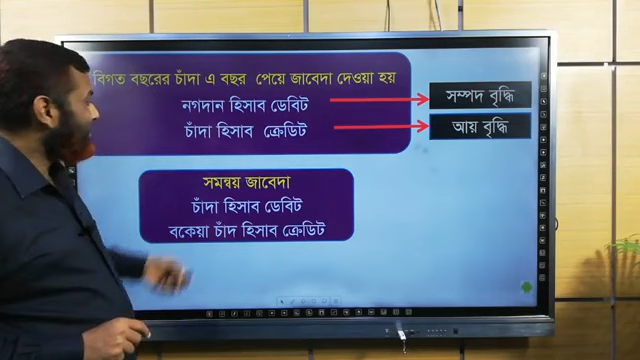 বিগত বছরের চাঁদা এ বছর পেয়ে জাবেদা দেওয়া হয়
নগদান হিসাব ডেবিট
সম্পদ বৃদ্ধি
চাঁদা হিসাব ক্রেডিট
আয় বৃদ্ধি
সমন্বয় জাবেদা
চাঁদা হিসাব ডেবিট
বকেয়া চাঁদ হিসাব ক্রেডিট